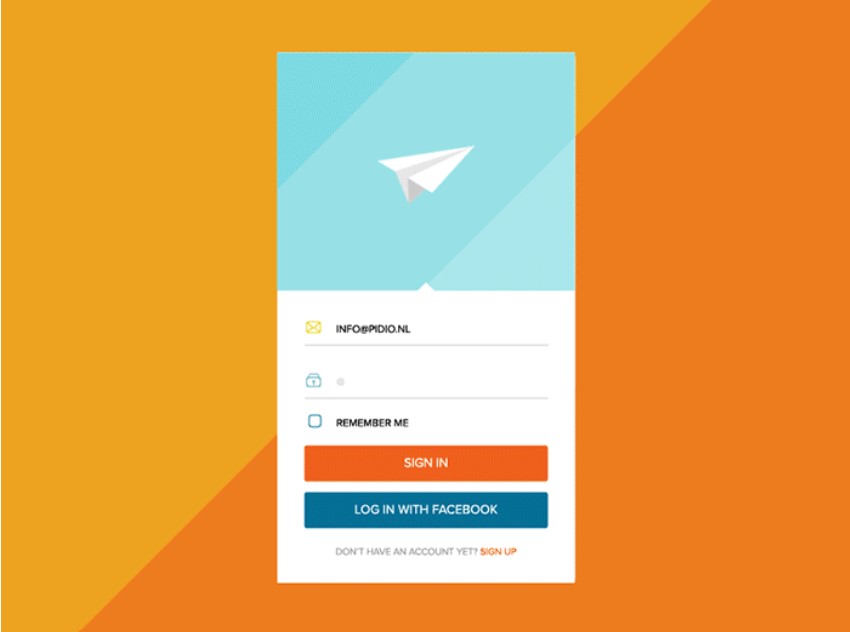 INFO@PIDIO.NL
REMEMBER ME
SIGN IN
LOG IN WITH FACEBOOK
DON'T HAVE AN ACCOUNT YET? SIGN UP